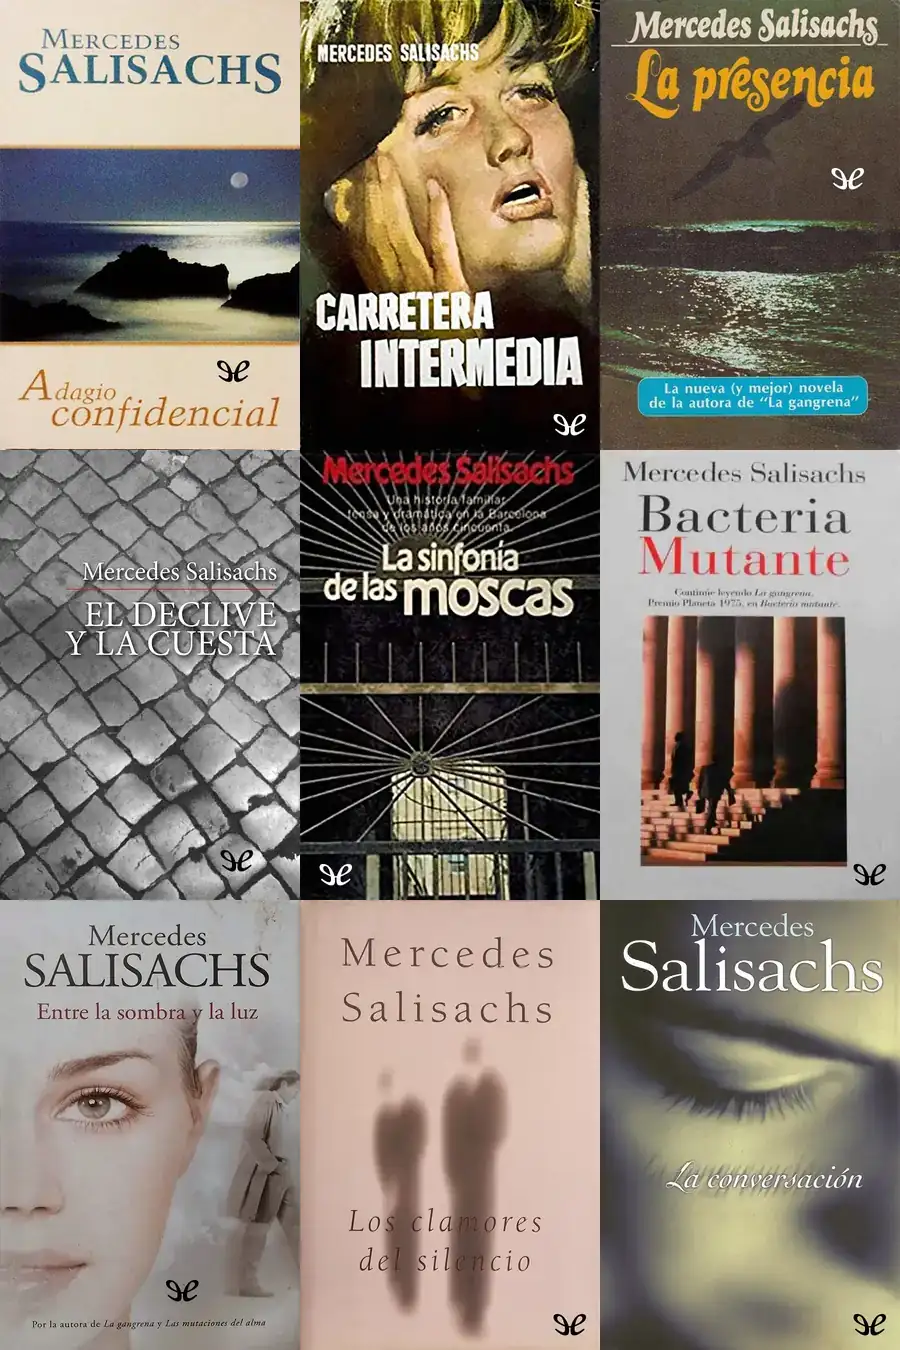 MERCEDES
SALISACHS
Adagio
confidencial
MERCEDES SALISACHS
CARRETERA
INTERMEDIA
Mercedes Salisachs
La presencia
La nueva (y mejor) novela
de la autora de “La gangrena”
Mercedes Salisachs
EL DECLIVE
Y LA CUESTA
Mercedes Salisachs
Una historia familiar
tensa y dramática en la Barcelona
de los años cincuenta.
La sinfonía
de las moscas
Mercedes Salisachs
Bacteria
Mutante
Continúe leyendo La gangrena,
Premio Planeta 1975, en Bacteria mutante.
Mercedes
SALISACHS
Entre la sombra y la luz
Por la autora de La gangrena y Las mutaciones del alma
Mercedes
Salisachs
Los clamores
del silencio
Mercedes
Salisachs
La conversación